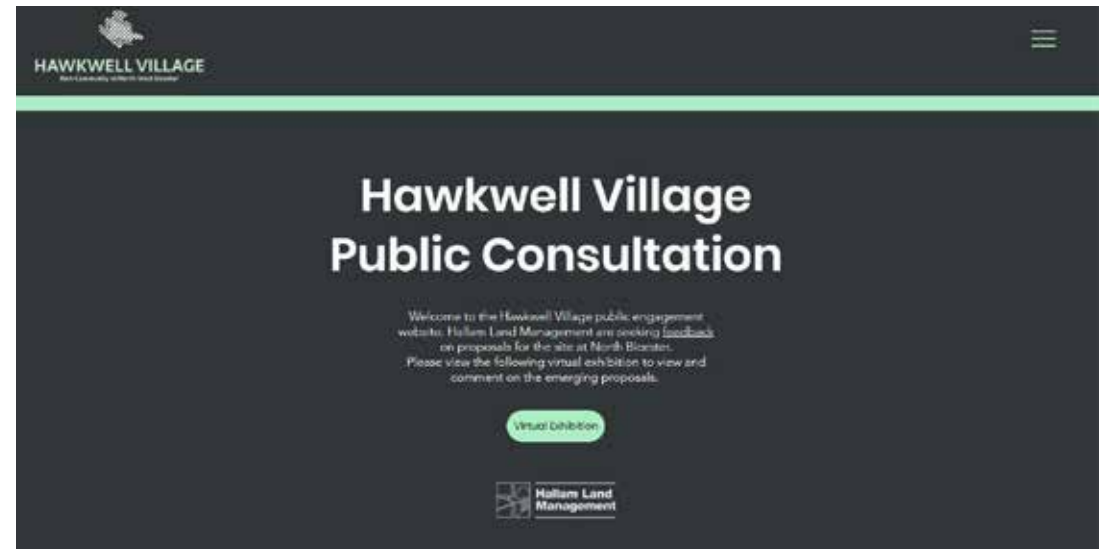 HAWKWELL VILLAGE
Hawkwell Village
Public Consultation
Welcome to the Hawkwell Village public engagement
website. Hallam Land Management are seeking feedback
on proposals for the site at North Bicester.
Please view the following virtual exhibition to view and
comment on the emerging proposals.
Virtual Exhibition
Hallam Land
Management